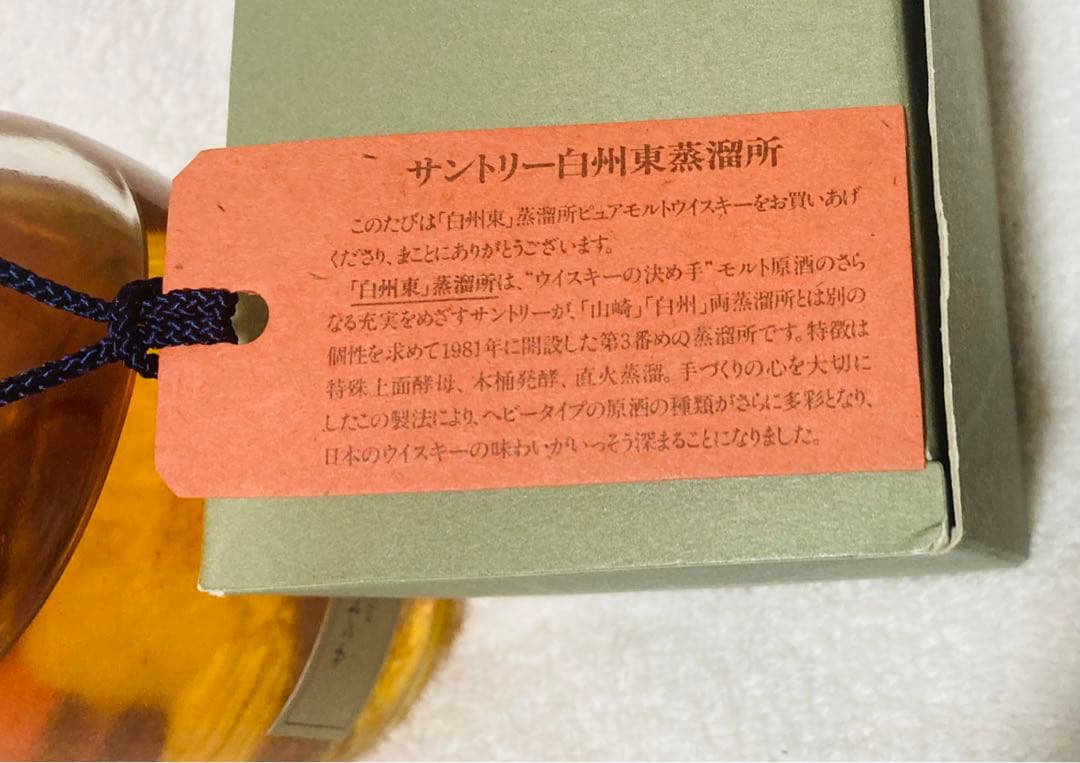 サントリー白州東蒸溜所
このたびは「白州東」蒸溜所ピュアモルトウイスキーをお買いあげ
くださり、まことにありがとうございます。
「白州東」蒸溜所は、“ウイスキーの決め手”モルト原酒のさら
なる充実をめざすサントリーが、「山崎」「白州」両蒸溜所とは別の
個性を求めて1981年に開設した第3番めの蒸溜所です。特徴は
特殊上面酵母、木桶発酵、直火蒸溜。手づくりの心を大切に
したこの製法により、ヘビータイプの原酒の種類がさらに多彩となり、
日本のウイスキーの味わいがいっそう深まることになりました。